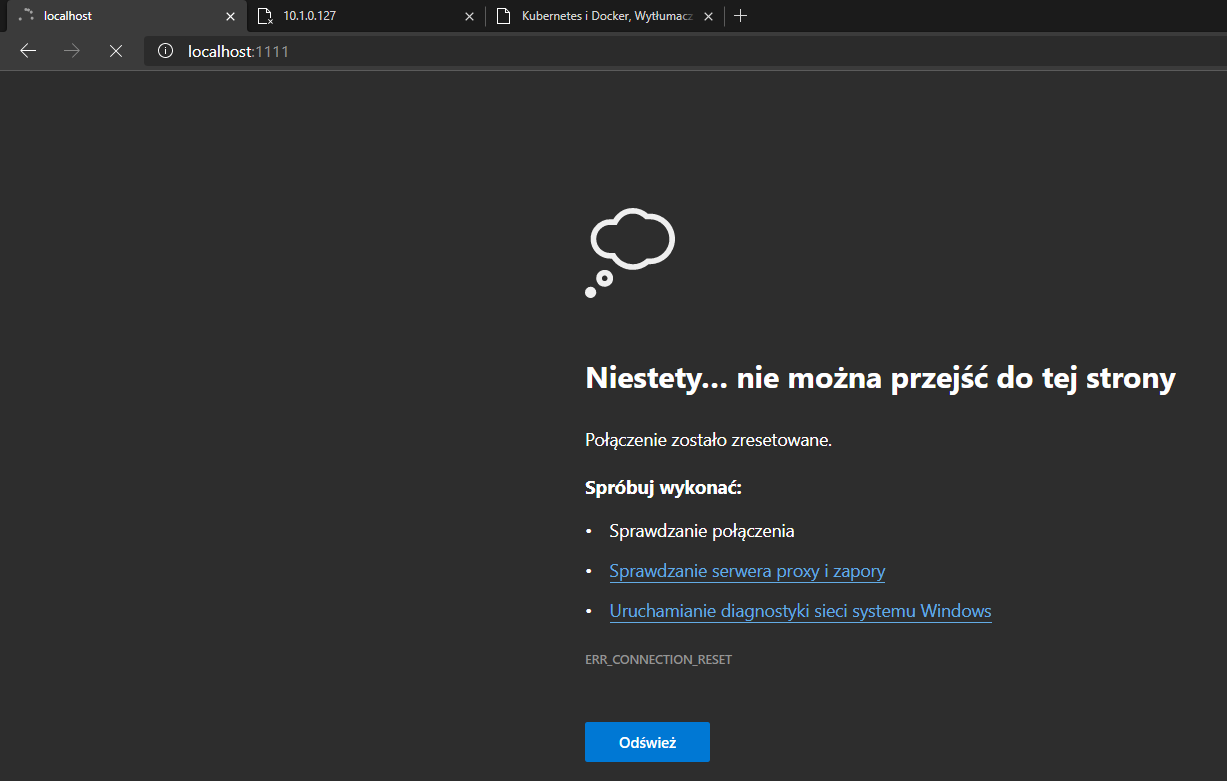 localhost
10.1.0.127
Kubernetes i Docker, Wytłumacz
localhost:1111
Niestety... nie można przejść do tej strony
Połączenie zostało zresetowane.
Spróbuj wykonać:
• Sprawdzanie połączenia
• Sprawdzanie serwera proxy i zapory
• Uruchamianie diagnostyki sieci systemu Windows
ERR_CONNECTION_RESET
Odśwież